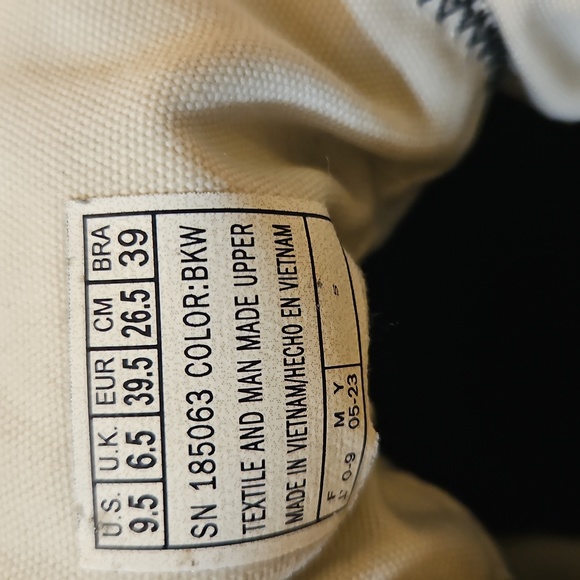 U.S. U.K. EUR CM BRA
9.5 6.5 39.5 26.5 39
SN 185063 COLOR:BKW
TEXTILE AND MAN MADE UPPER
MADE IN VIETNAM/HECHO EN VIETNAM
F M Y
0-9 05-23